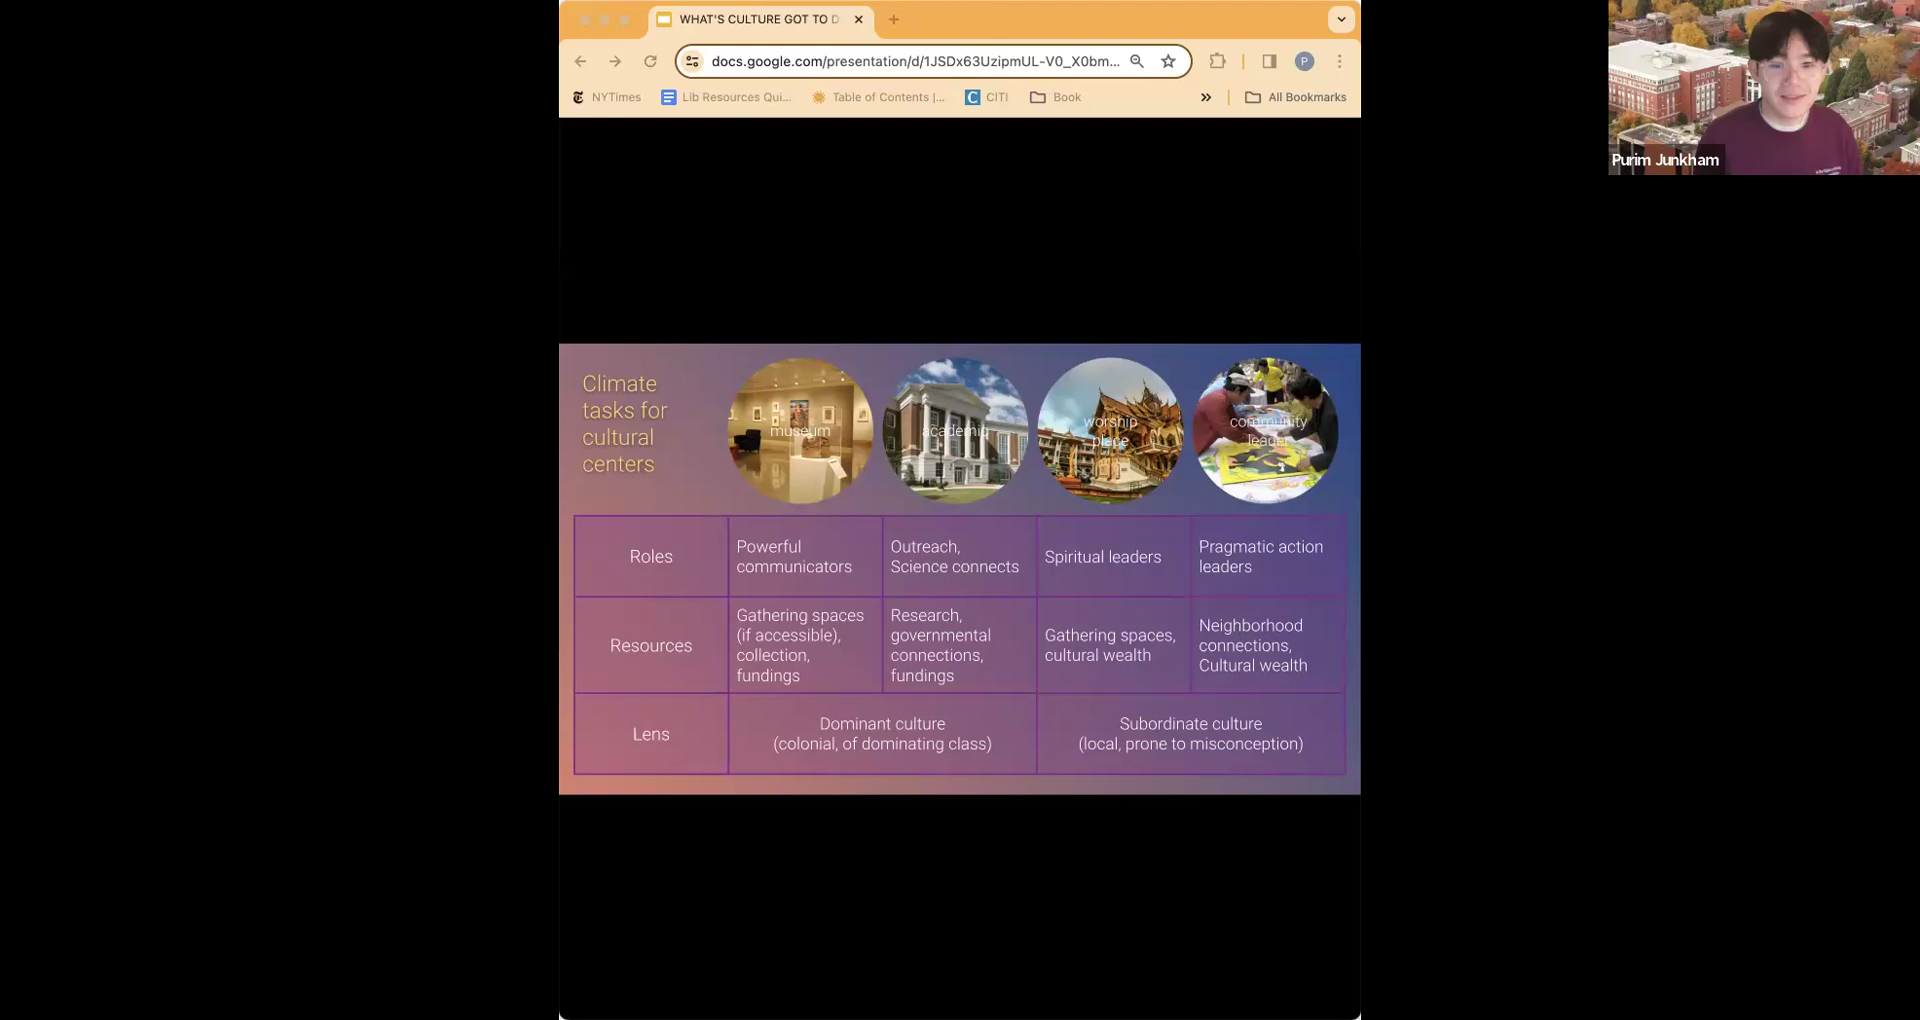 WHAT'S CULTURE GOT TO D
docs.google.com/presentation/d/1JSDx63UzipmUL-V0_X0bm...
P
NYTimes
Lib Resources Qui...
Table of Contents |...
C
CITI
Book
All Bookmarks
Purim Junkham
Climate
tasks for
cultural
centers
museum
academic
worship
place
community
leader
Roles
Powerful
communicators
Outreach,
Science connects
Spiritual leaders
Pragmatic action
leaders
Resources
Gathering spaces
(if accessible),
collection,
fundings
Research,
governmental
connections,
fundings
Gathering spaces,
cultural wealth
Neighborhood
connections,
Cultural wealth
Lens
Dominant culture
(colonial, of dominating class)
Subordinate culture
(local, prone to misconception)